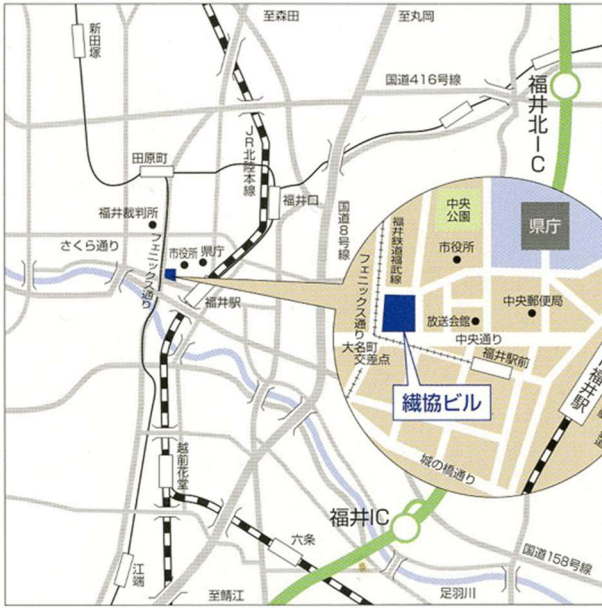 至森田
至丸岡
新田塚
国道416号線
福井北IC
田原町
JR北陸本線
福井口
国道8号線
福井裁判所
さくら通り
フェニックス通り
市役所
県庁
福井駅
中央公園
県庁
福井鉄道福武線
市役所
フェニックス通り
中央郵便局
放送会館
中央通り
大名町
交差点
福井駅前
福井駅
繊協ビル
城の橋通り
越前花堂
福井IC
六条
国道158号線
江端
至鯖江
足羽川